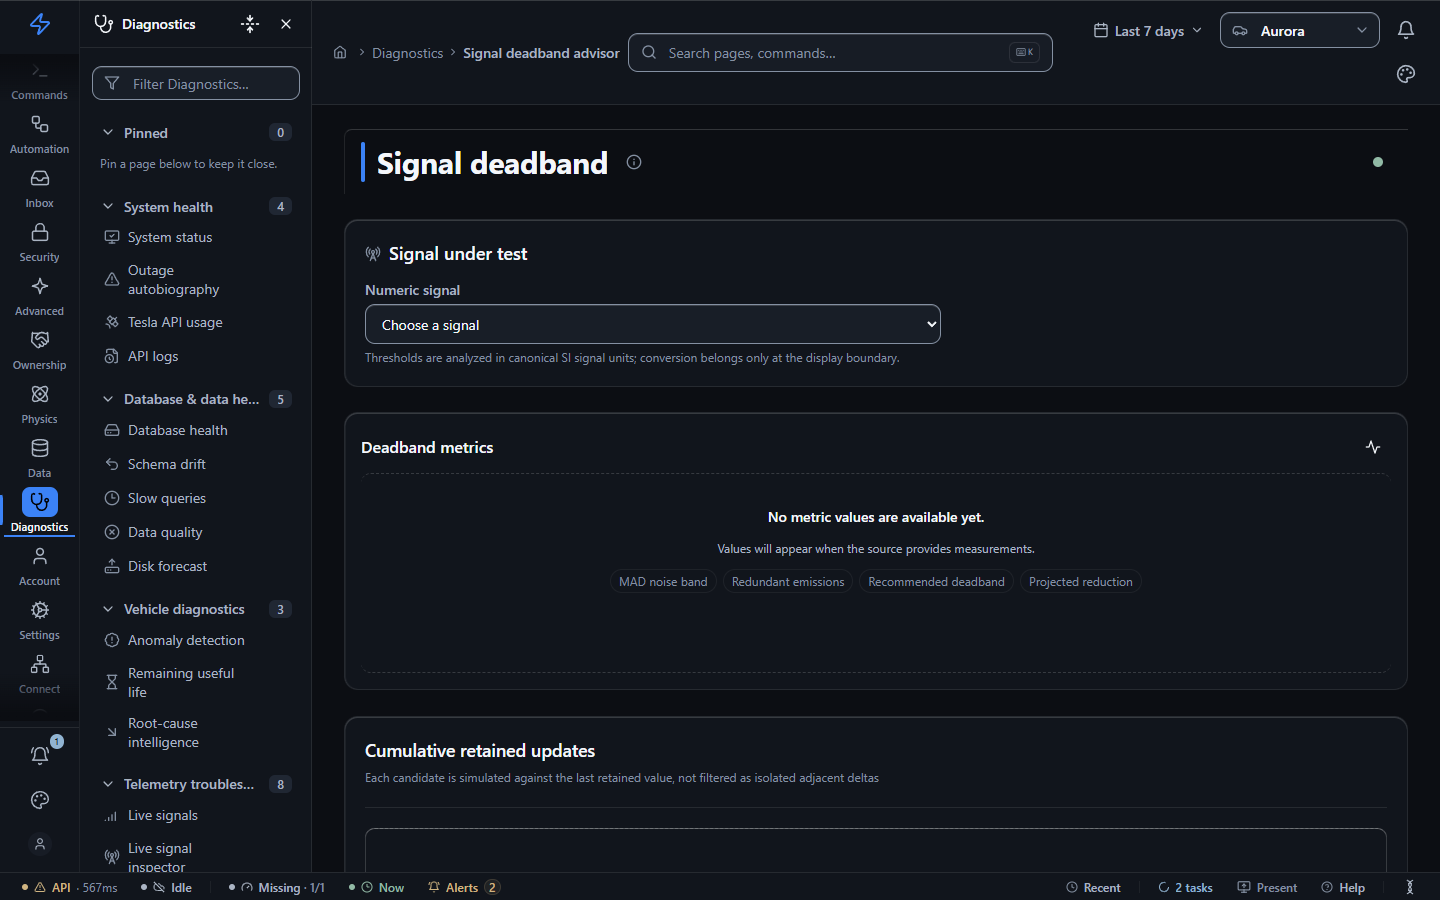 Commands
Automation
Inbox
Security
Advanced
Ownership
Physics
Data
Diagnostics
Account
Settings
Connect
1
Diagnostics
Filter Diagnostics...
Pinned
0
Pin a page below to keep it close.
System health
4
System status
Outage
autobiography
Tesla API usage
API logs
Database & data he...
5
Database health
Schema drift
Slow queries
Data quality
Disk forecast
Vehicle diagnostics
3
Anomaly detection
Remaining useful
life
Root-cause
intelligence
Telemetry troubles...
8
Live signals
Live signal
inspector
Diagnostics
Signal deadband advisor
Search pages, commands...
K
Last 7 days
Aurora
Signal deadband
Signal under test
Numeric signal
Choose a signal
Thresholds are analyzed in canonical SI signal units; conversion belongs only at the display boundary.
Deadband metrics
No metric values are available yet.
Values will appear when the source provides measurements.
MAD noise band
Redundant emissions
Recommended deadband
Projected reduction
Cumulative retained updates
Each candidate is simulated against the last retained value, not filtered as isolated adjacent deltas
API · 567ms
Idle
Missing · 1/1
Now
Alerts 2
Recent
2 tasks
Present
Help